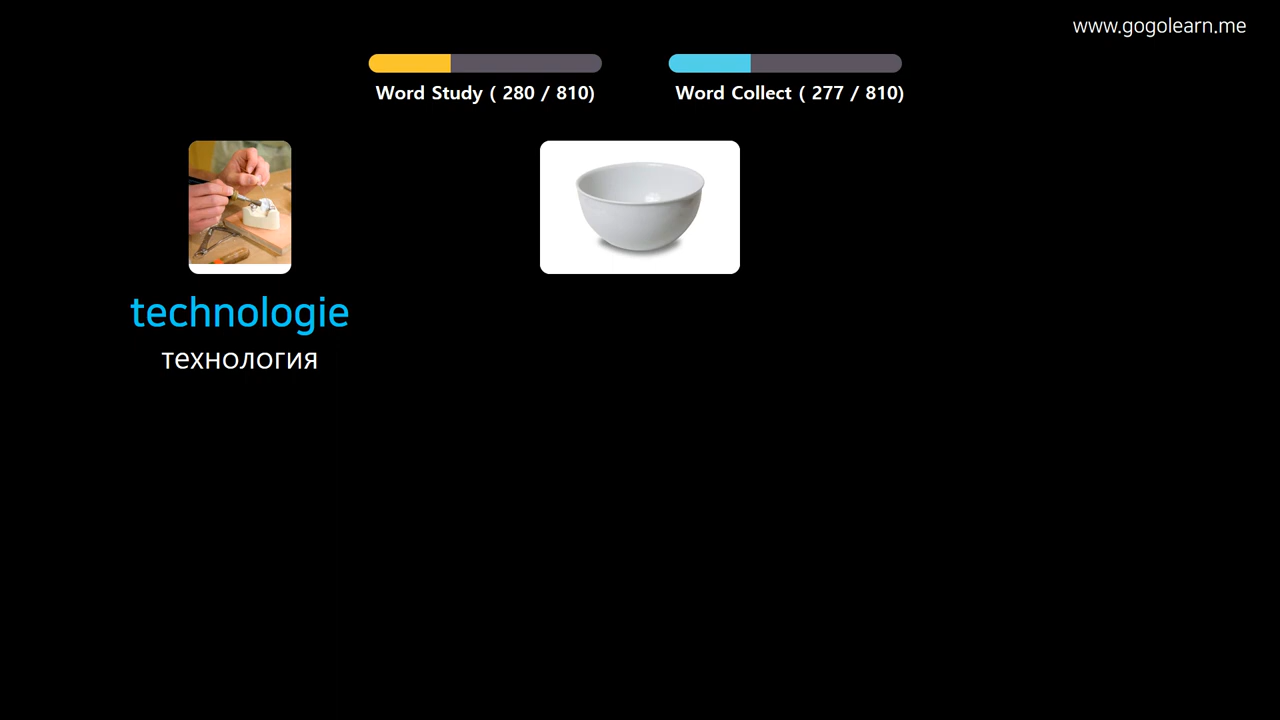 www.gogolearn.me
Word Study ( 280 / 810)
Word Collect ( 277 / 810)
technologie
технология